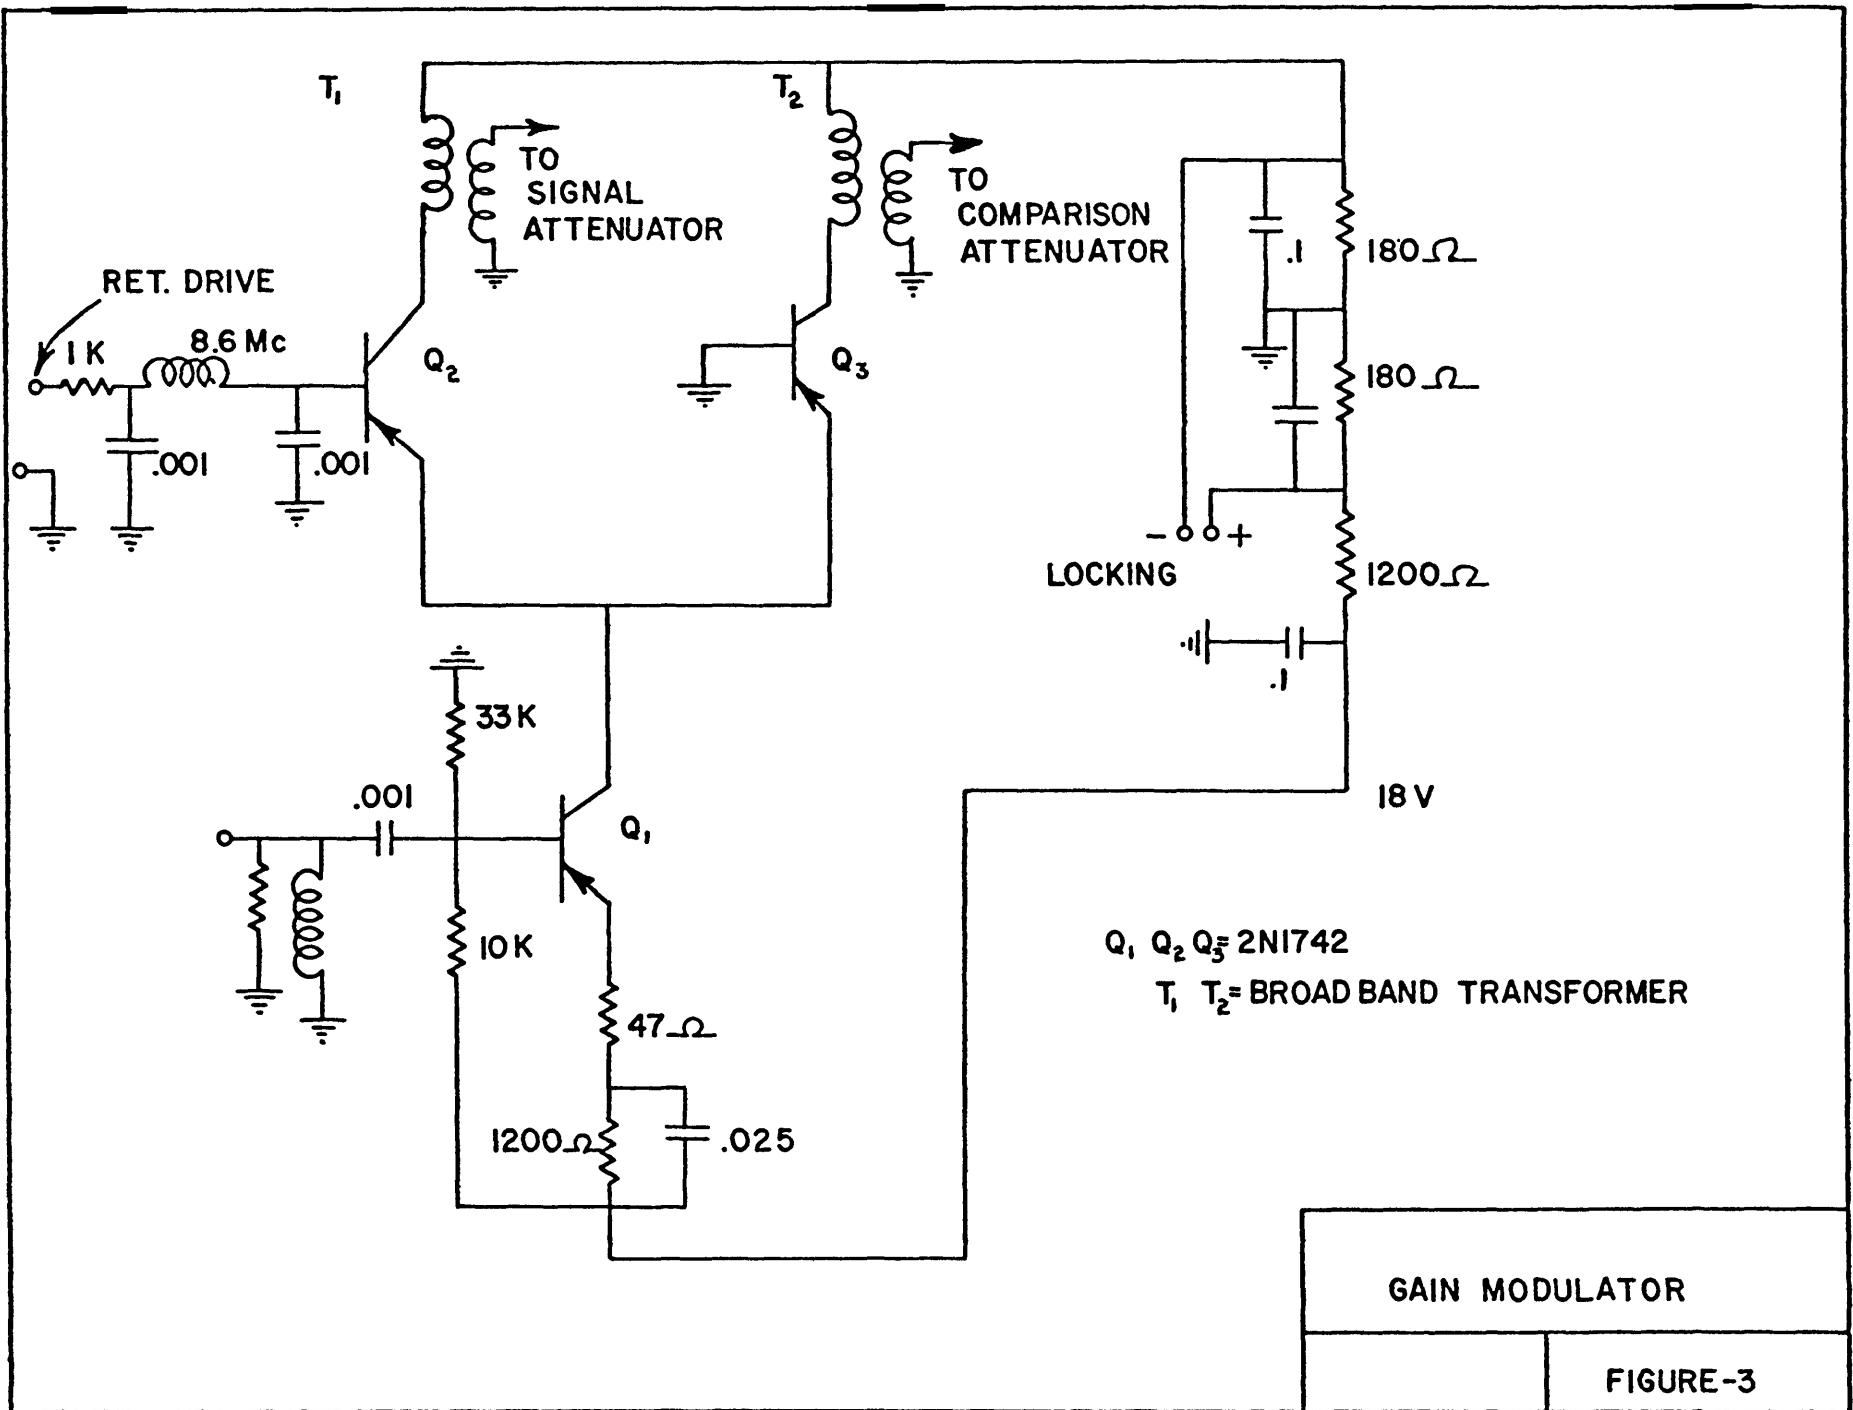 T₁
T₂
TO
SIGNAL
ATTENUATOR
TO
COMPARISON
ATTENUATOR
.1
180Ω
RET. DRIVE
1K
8.6 Mc
Q₂
Q₃
180Ω
.001
.001
- +
LOCKING
1200Ω
.1
33K
.001
Q₁
18V
10K
Q₁ Q₂ Q₃= 2N1742
T₁ T₂= BROAD BAND TRANSFORMER
47Ω
1200Ω
.025
GAIN MODULATOR
FIGURE-3